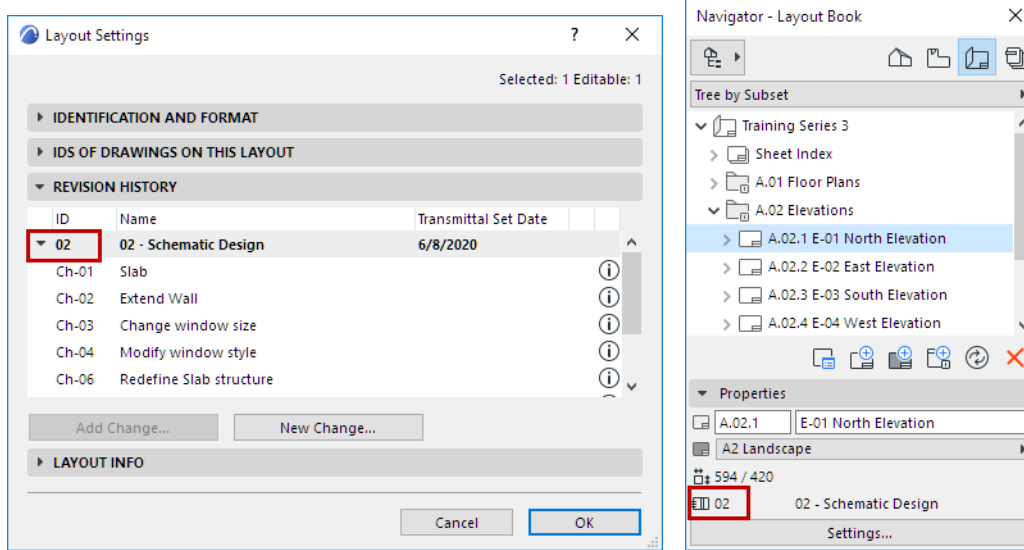 Layout Settings
?
Selected: 1 Editable: 1
IDENTIFICATION AND FORMAT
IDS OF DRAWINGS ON THIS LAYOUT
REVISION HISTORY
ID Name Transmittal Set Date
02 02 - Schematic Design 6/8/2020
Ch-01 Slab
Ch-02 Extend Wall
Ch-03 Change window size
Ch-04 Modify window style
Ch-06 Redefine Slab structure
Add Change... New Change...
LAYOUT INFO
Cancel OK
Navigator - Layout Book
Tree by Subset
Training Series 3
Sheet Index
A.01 Floor Plans
A.02 Elevations
A.02.1 E-01 North Elevation
A.02.2 E-02 East Elevation
A.02.3 E-03 South Elevation
A.02.4 E-04 West Elevation
Properties
A.02.1 E-01 North Elevation
A2 Landscape
594 / 420
02 02 - Schematic Design
Settings...